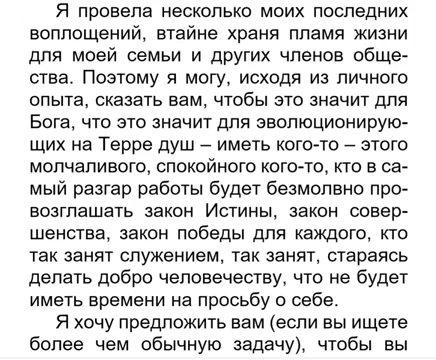 Я провела несколько моих последних
воплощений, втайне храня пламя жизни
для моей семьи и других членов обще-
ства. Поэтому я могу, исходя из личного
опыта, сказать вам, чтобы это значит для
Бога, что это значит для эволюционирую-
щих на Терре душ – иметь кого-то – этого
молчаливого, спокойного кого-то, кто в са-
мый разгар работы будет безмолвно про-
возглашать закон Истины, закон совер-
шенства, закон победы для каждого, кто
так занят служением, так занят, стараясь
делать добро человечеству, что не будет
иметь времени на просьбу о себе.
Я хочу предложить вам (если вы ищете
более чем обычную задачу), чтобы вы